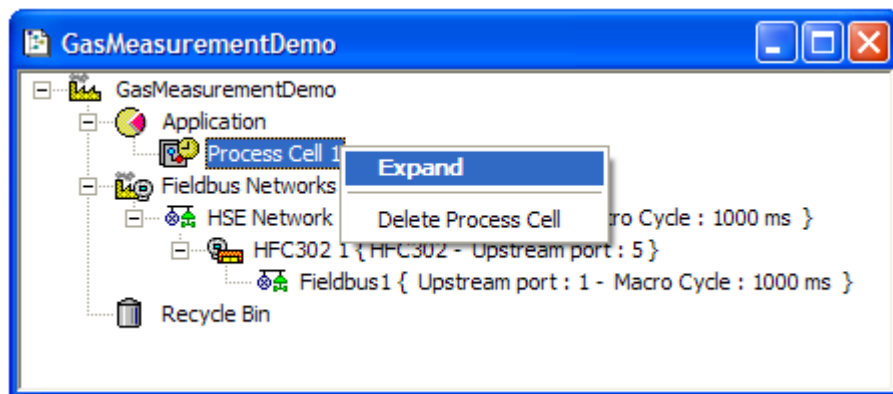 GasMeasurementDemo
GasMeasurementDemo
Application
Process Cell 1
Expand
Fieldbus Networks
Delete Process Cell
HSE Network ro Cycle : 1000 ms }
HFC302 1 { HFC302 - Upstream port : 5 }
Fieldbus1 { Upstream port : 1 - Macro Cycle : 1000 ms }
Recycle Bin